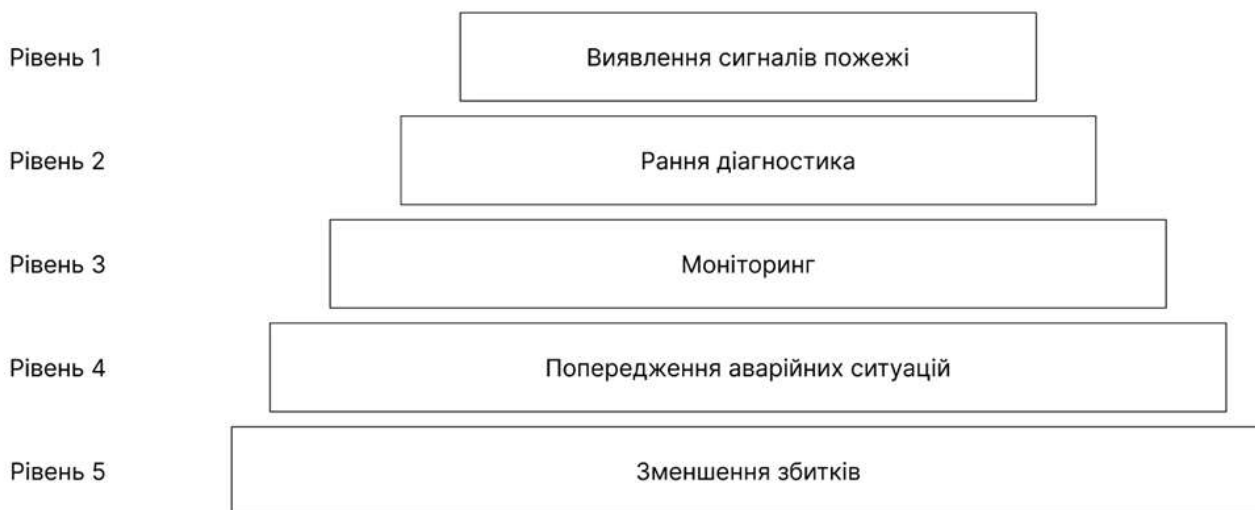 Рівень 1
Виявлення сигналів пожежі
Рівень 2
Рання діагностика
Рівень 3
Моніторинг
Рівень 4
Попередження аварійних ситуацій
Рівень 5
Зменшення збитків